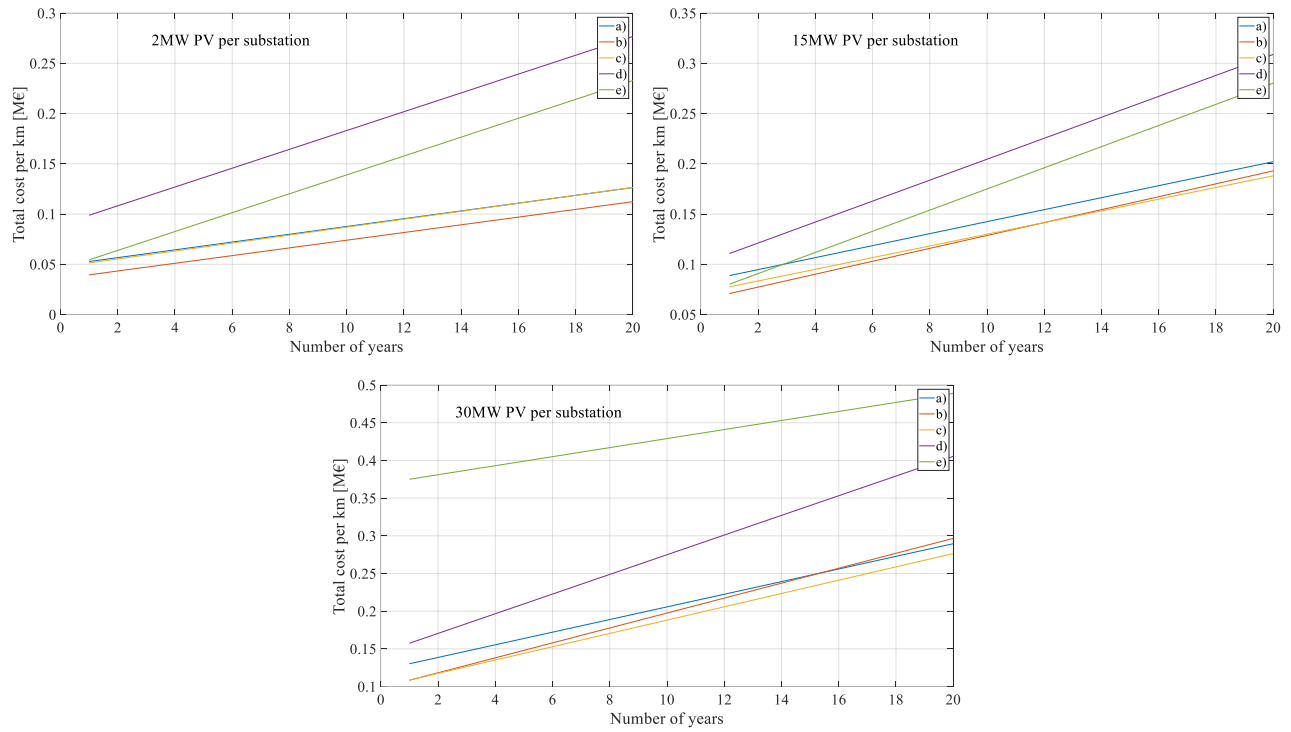 2MW PV per substation
Total cost per km [M€]
0.3
0.25
0.2
0.15
0.1
0.05
0
0 2 4 6 8 10 12 14 16 18 20
Number of years
a)
b)
c)
d)
e)
15MW PV per substation
Total cost per km [M€]
0.35
0.3
0.25
0.2
0.15
0.1
0.05
0 2 4 6 8 10 12 14 16 18 20
Number of years
a)
b)
c)
d)
e)
30MW PV per substation
Total cost per km [M€]
0.5
0.45
0.4
0.35
0.3
0.25
0.2
0.15
0.1
0 2 4 6 8 10 12 14 16 18 20
Number of years
a)
b)
c)
d)
e)